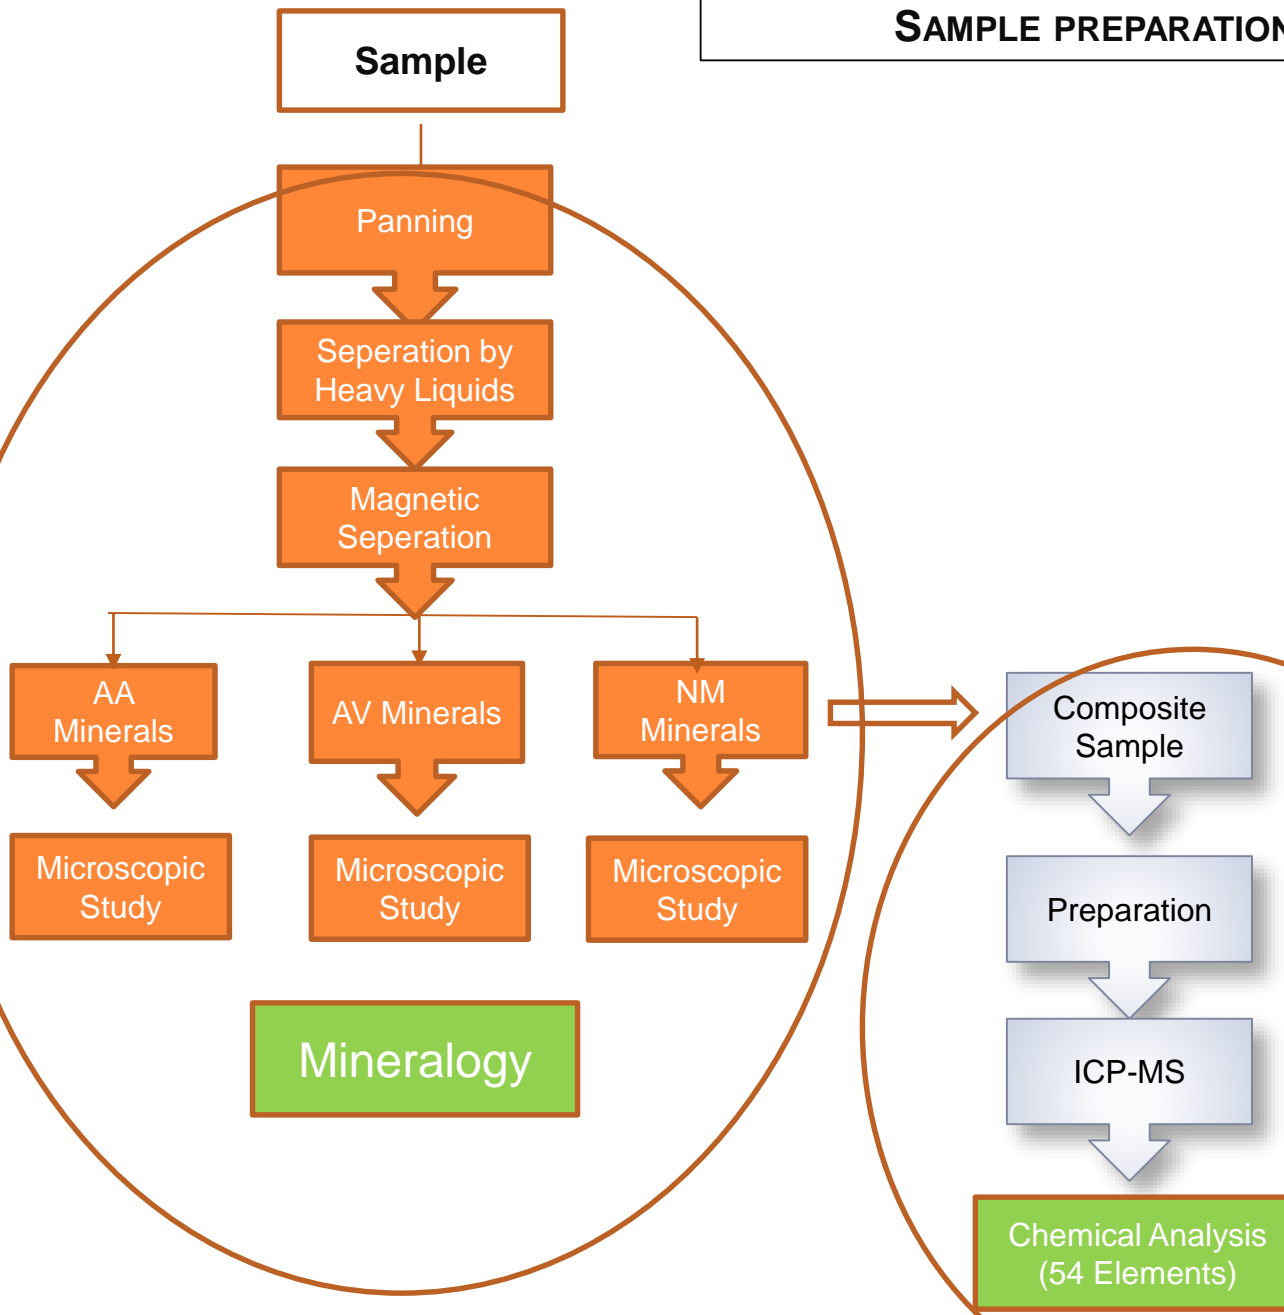 SAMPLE PREPARATION
Sample
Panning
Seperation by
Heavy Liquids
Magnetic
Seperation
AA
Minerals
AV Minerals
NM
Minerals
Microscopic
Study
Microscopic
Study
Microscopic
Study
Mineralogy
Composite
Sample
Preparation
ICP-MS
Chemical Analysis
(54 Elements)